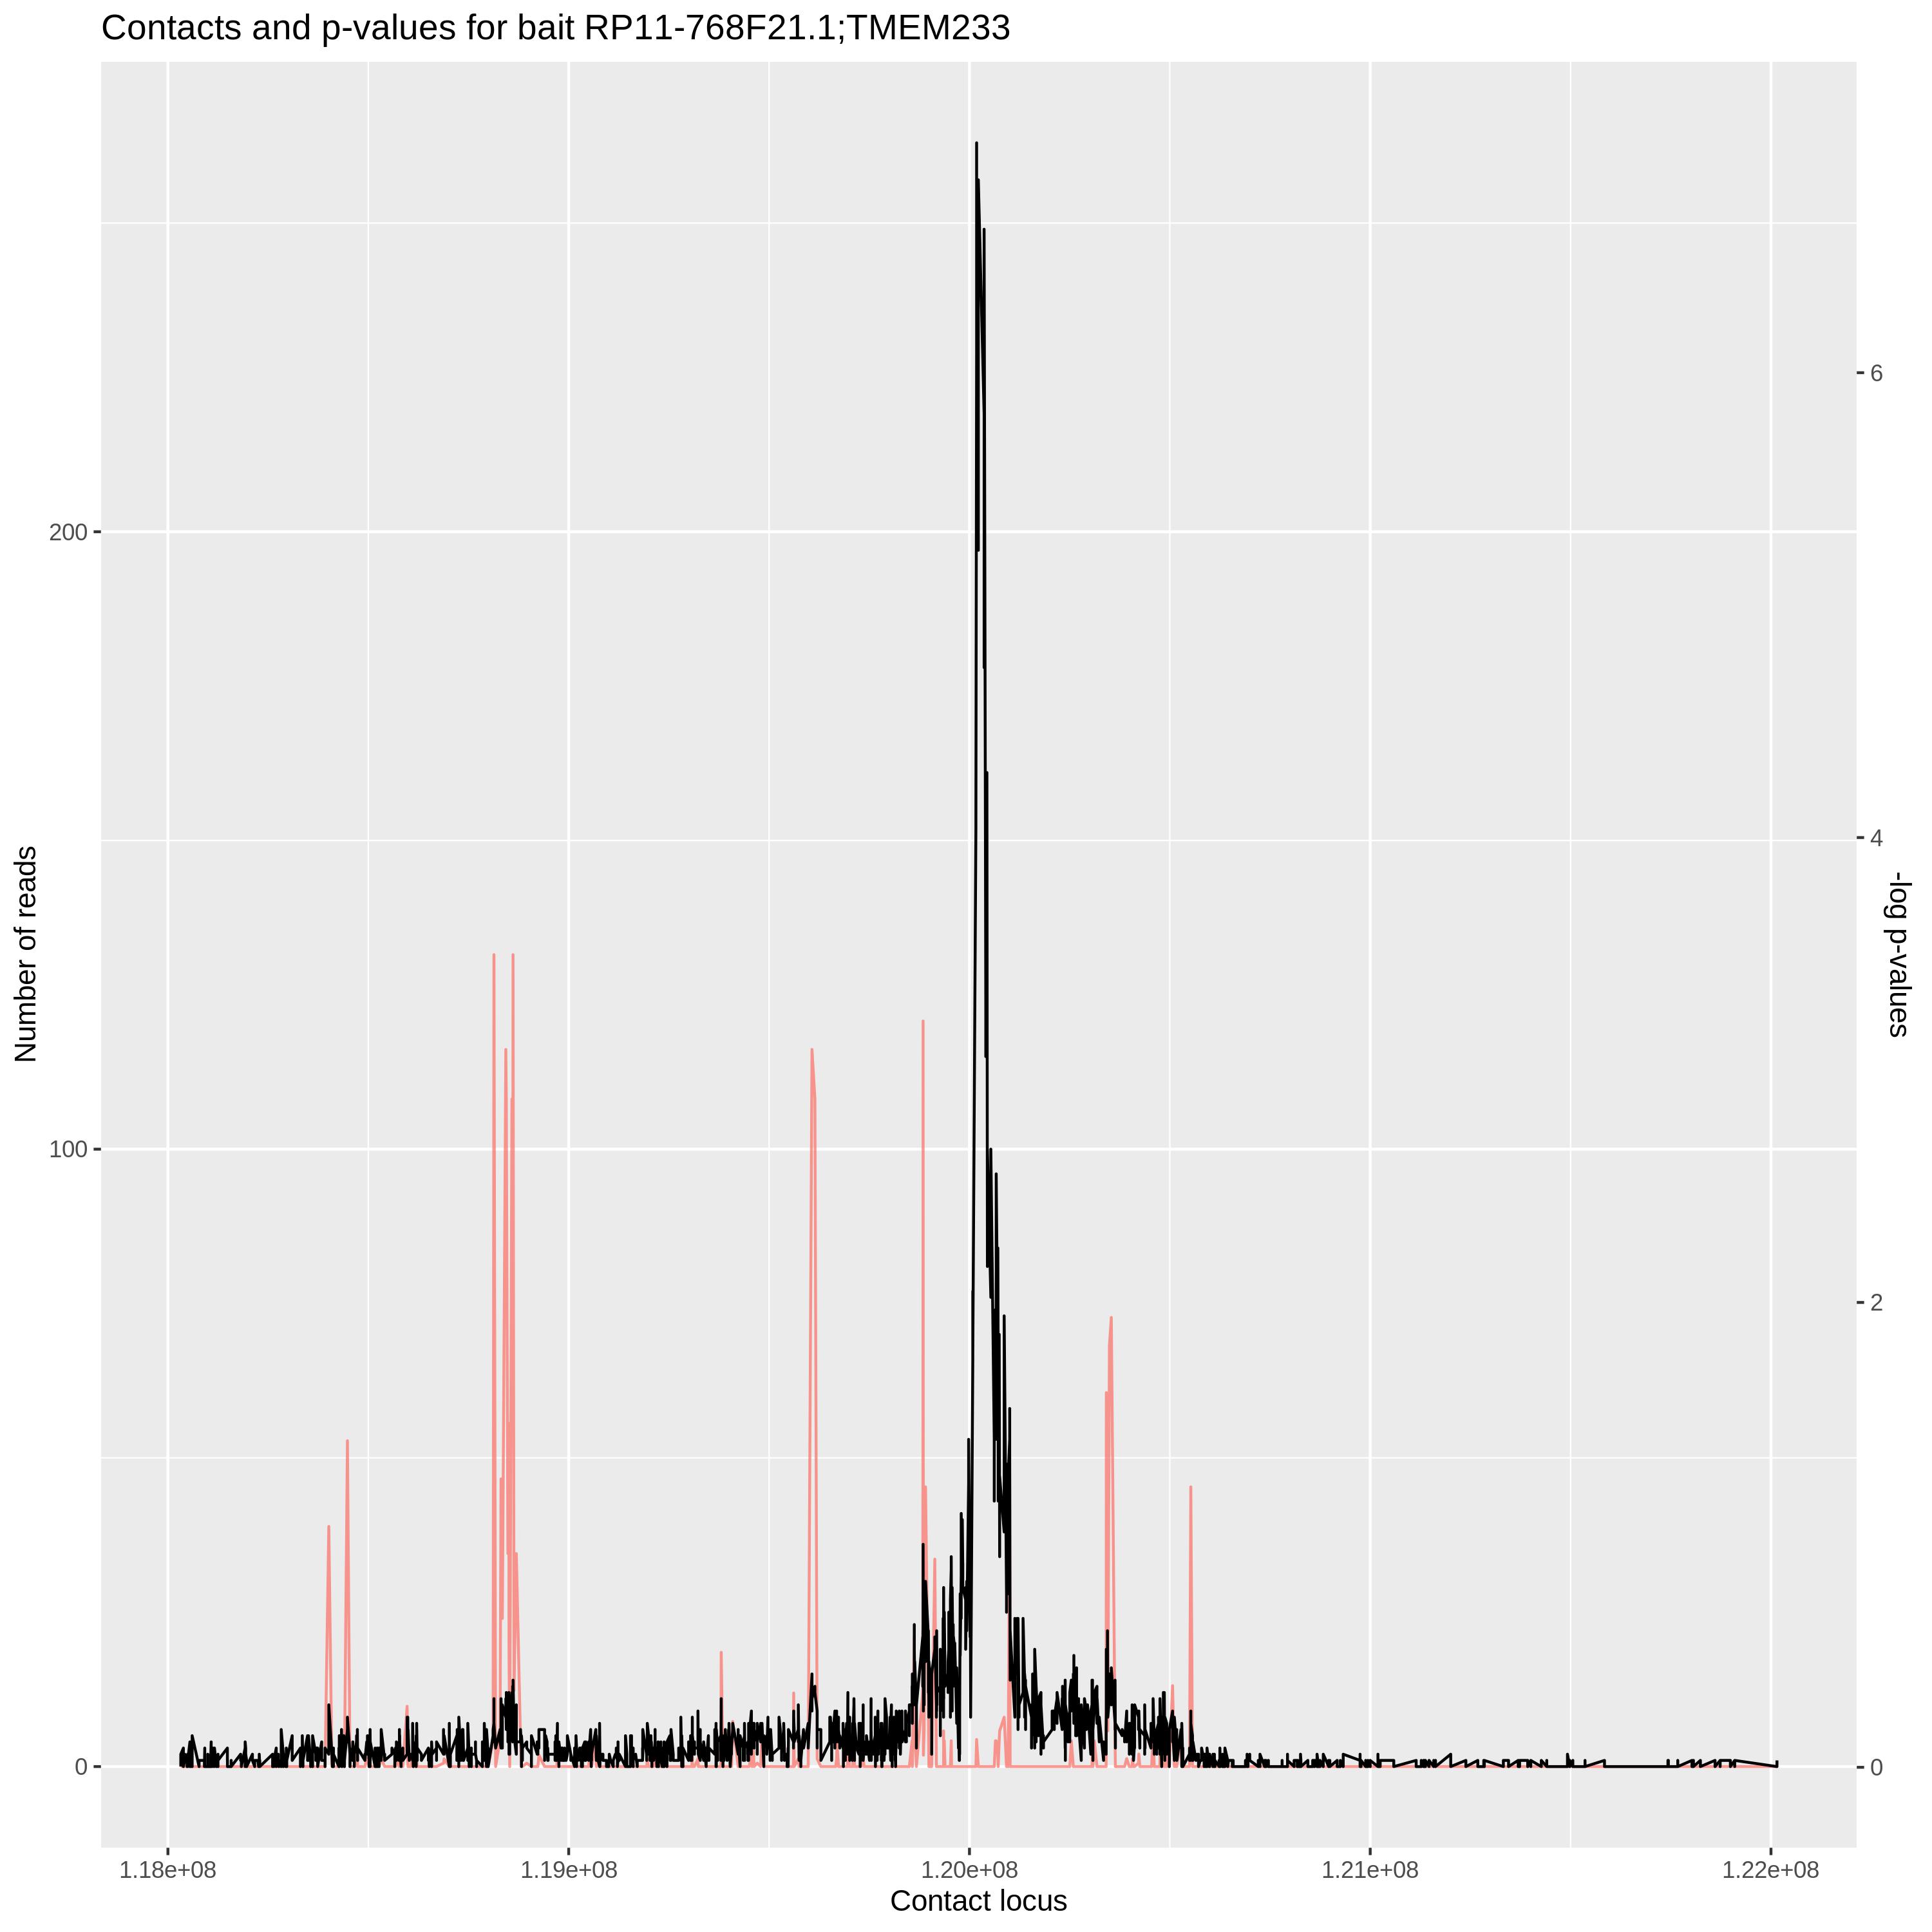 Contacts and p-values for bait RP11-768F21.1;TMEM233
Number of reads
200
100
0
6
4
2
0
-log p-values
1.18e+08
1.19e+08
1.20e+08
1.21e+08
1.22e+08
Contact locus